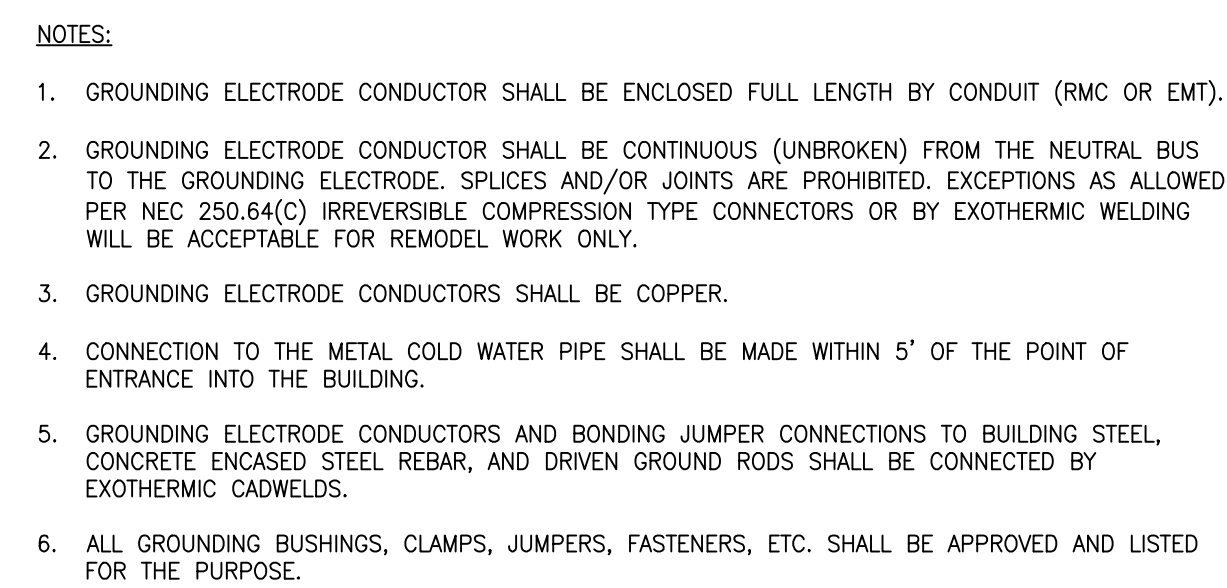 NOTES:
1. GROUNDING ELECTRODE CONDUCTOR SHALL BE ENCLOSED FULL LENGTH BY CONDUIT (RMC OR EMT).
2. GROUNDING ELECTRODE CONDUCTOR SHALL BE CONTINUOUS (UNBROKEN) FROM THE NEUTRAL BUS
TO THE GROUNDING ELECTRODE. SPLICES AND/OR JOINTS ARE PROHIBITED. EXCEPTIONS AS ALLOWED
PER NEC 250.64(C) IRREVERSIBLE COMPRESSION TYPE CONNECTORS OR BY EXOTHERMIC WELDING
WILL BE ACCEPTABLE FOR REMODEL WORK ONLY.
3. GROUNDING ELECTRODE CONDUCTORS SHALL BE COPPER.
4. CONNECTION TO THE METAL COLD WATER PIPE SHALL BE MADE WITHIN 5' OF THE POINT OF
ENTRANCE INTO THE BUILDING.
5. GROUNDING ELECTRODE CONDUCTORS AND BONDING JUMPER CONNECTIONS TO BUILDING STEEL,
CONCRETE ENCASED STEEL REBAR, AND DRIVEN GROUND RODS SHALL BE CONNECTED BY
EXOTHERMIC CADWELDS.
6. ALL GROUNDING BUSHINGS, CLAMPS, JUMPERS, FASTENERS, ETC. SHALL BE APPROVED AND LISTED
FOR THE PURPOSE.